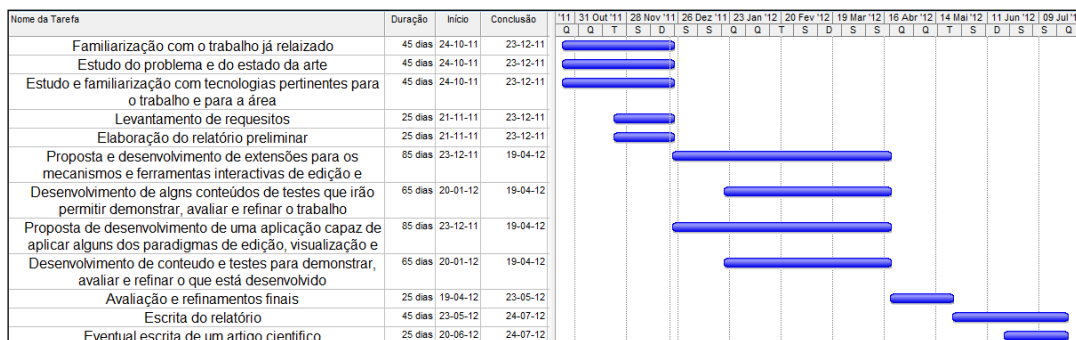 Nome da Tarefa Duração Início Conclusão '11 31 Out '11 28 Nov '11 26 Dez '11 23 Jan '12 20 Fev '12 19 Mar '12 16 Abr '12 14 Mai '12 11 Jun '12 09 Jul '1
Q Q T S D S S Q Q T S D S S Q Q T S D S Q
Familiarização com o trabalho já relaizado 45 dias 24-10-11 23-12-11
Estudo do problema e do estado da arte 45 dias 24-10-11 23-12-11
Estudo e familiarização com tecnologias pertinentes para 45 dias 24-10-11 23-12-11
o trabalho e para a área
Levantamento de requesitos 25 dias 21-11-11 23-12-11
Elaboração do relatório preliminar 25 dias 21-11-11 23-12-11
Proposta e desenvolvimento de extensões para os 85 dias 23-12-11 19-04-12
mecanismos e ferramentas interactivas de edição e
Desenvolvimento de algns conteúdos de testes que irão 65 dias 20-01-12 19-04-12
permitir demonstrar, avaliar e refinar o trabalho
Proposta de desenvolvimento de uma aplicação capaz de 85 dias 23-12-11 19-04-12
aplicar alguns dos paradigmas de edição, visualização e
Desenvolvimento de conteudo e testes para demonstrar, 65 dias 20-01-12 19-04-12
avaliar e refinar o que está desenvolvido
Avaliação e refinamentos finais 25 dias 19-04-12 23-05-12
Escrita do relatório 45 dias 23-05-12 24-07-12
Eventual escrita de um artigo cientifico 25 dias 20-06-12 24-07-12